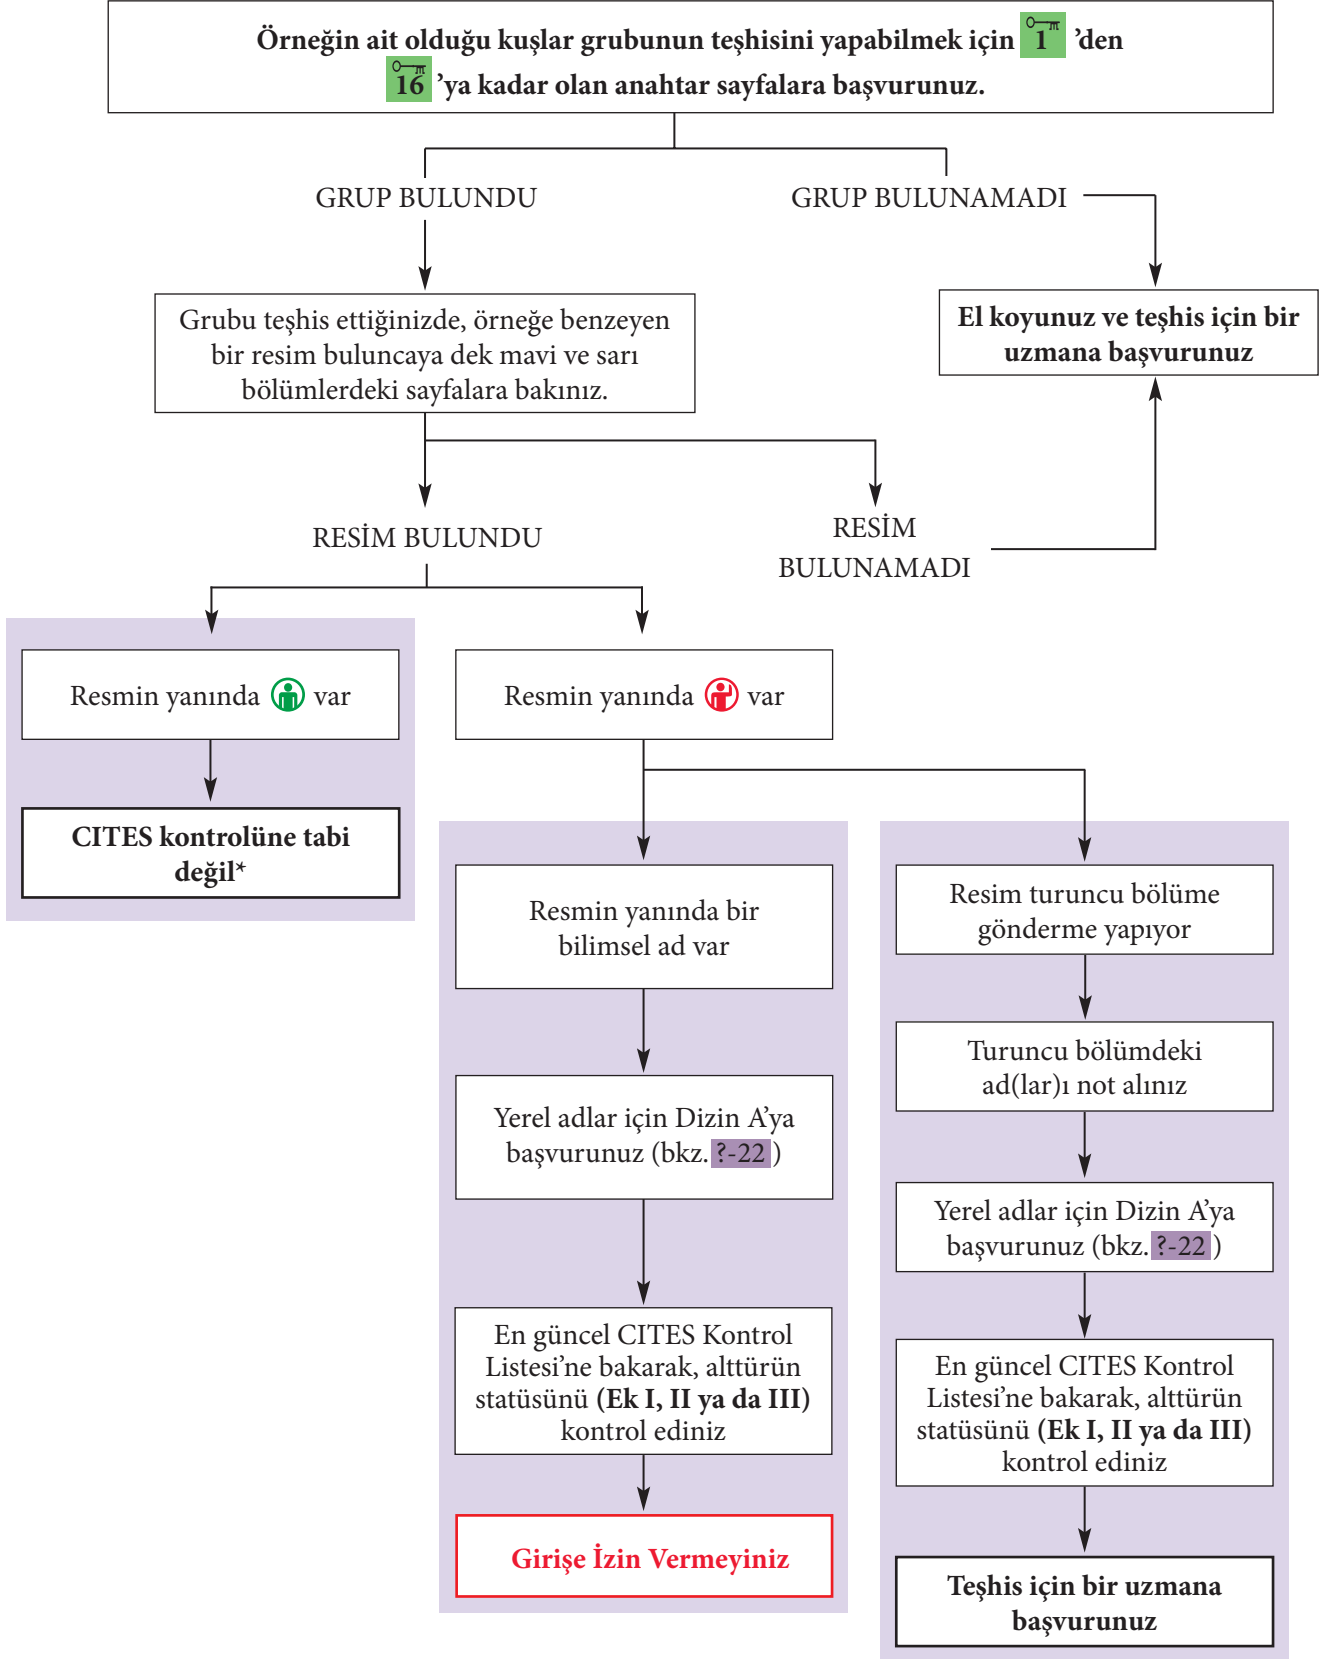 Örneğin ait olduğu kuşlar grubunun teşhisini yapabilmek için 1 ’den
16 ’ya kadar olan anahtar sayfalara başvurunuz.
GRUP BULUNDU
GRUP BULUNAMADI
Grubu teşhis ettiğinizde, örneğe benzeyen
bir resim buluncaya dek mavi ve sarı
bölümlerdeki sayfalara bakınız.
El koyunuz ve teşhis için bir
uzmana başvurunuz
RESİM BULUNDU
RESİM
BULUNAMADI
Resmin yanında var
Resmin yanında var
CITES kontrolüne tabi
değil*
Resmin yanında bir
bilimsel ad var
Yerel adlar için Dizin A’ya
başvurunuz (bkz. ?-22 )
En güncel CITES Kontrol
Listesi’ne bakarak, alttürün
statüsünü (Ek I, II ya da III)
kontrol ediniz
Girişe İzin Vermeyiniz
Resim turuncu bölüme
gönderme yapıyor
Turuncu bölümdeki
ad(lar)ı not alınız
Yerel adlar için Dizin A’ya
başvurunuz (bkz. ?-22 )
En güncel CITES Kontrol
Listesi’ne bakarak, alttürün
statüsünü (Ek I, II ya da III)
kontrol ediniz
Teşhis için bir uzmana
başvurunuz